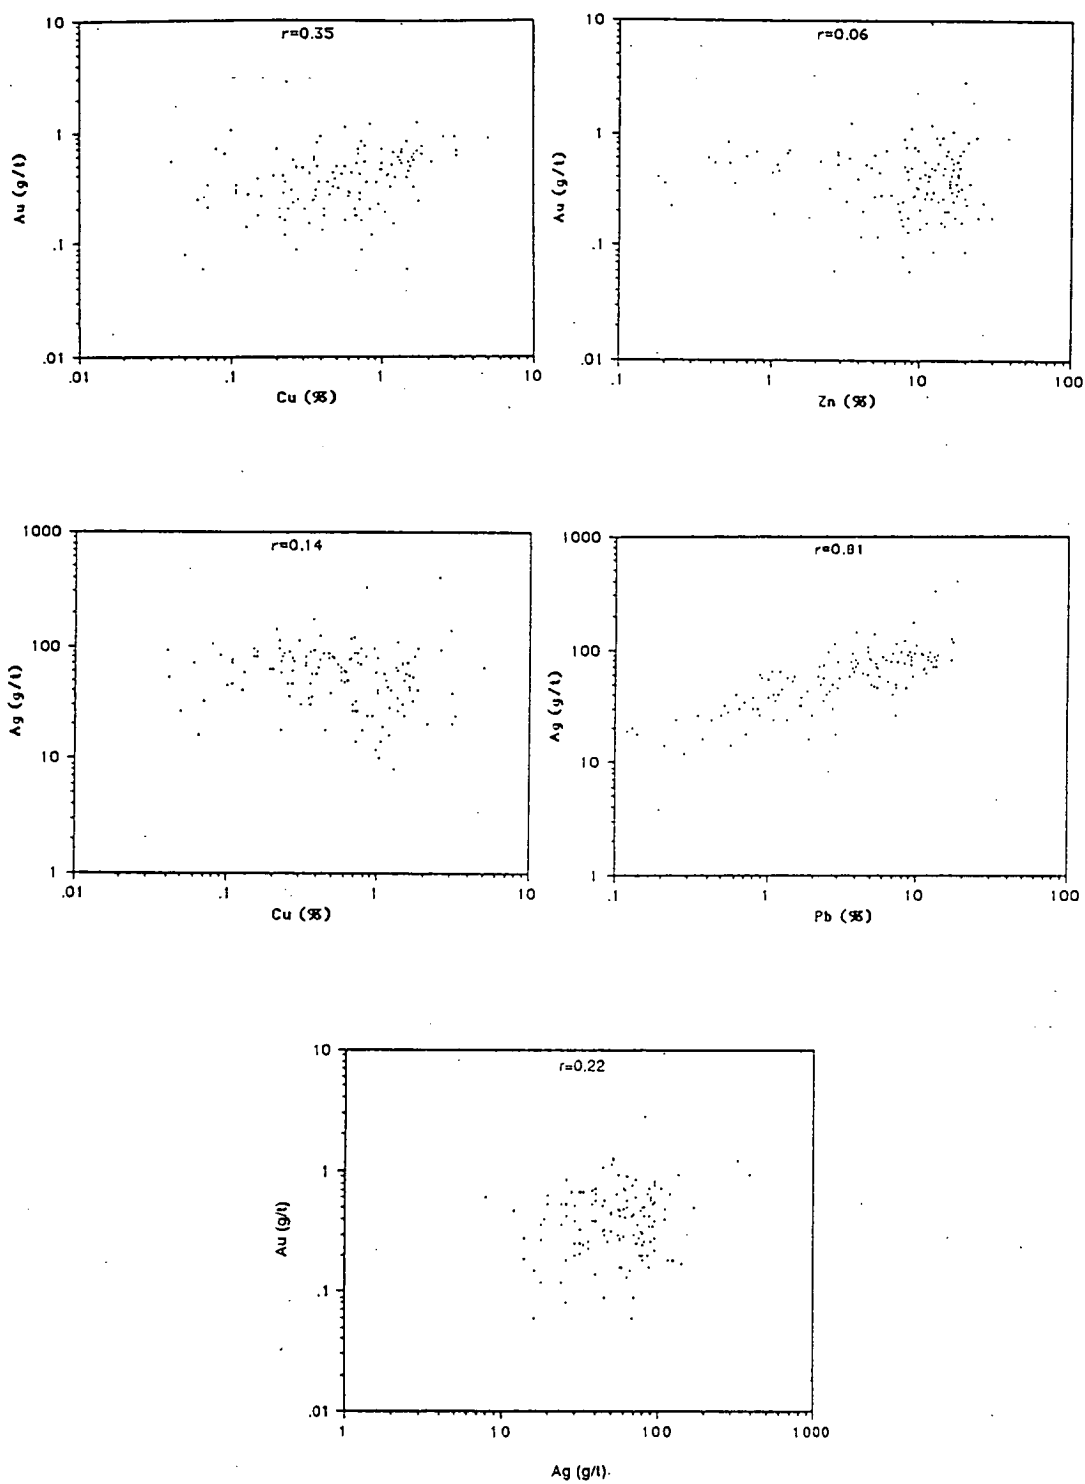 10
r=0.35
1
.1
.01
Au (g/t)
.01
.1
1
10
Cu (%)
10
r=0.06
1
.1
.01
Au (g/t)
.1
1
10
100
Zn (%)
1000
r=0.14
100
10
1
Ag (g/t)
.01
.1
1
10
Cu (%)
1000
r=0.81
100
10
1
Ag (g/t)
.1
1
10
100
Pb (%)
10
r=0.22
1
.1
.01
Au (g/t)
1
10
100
1000
Ag (g/t).